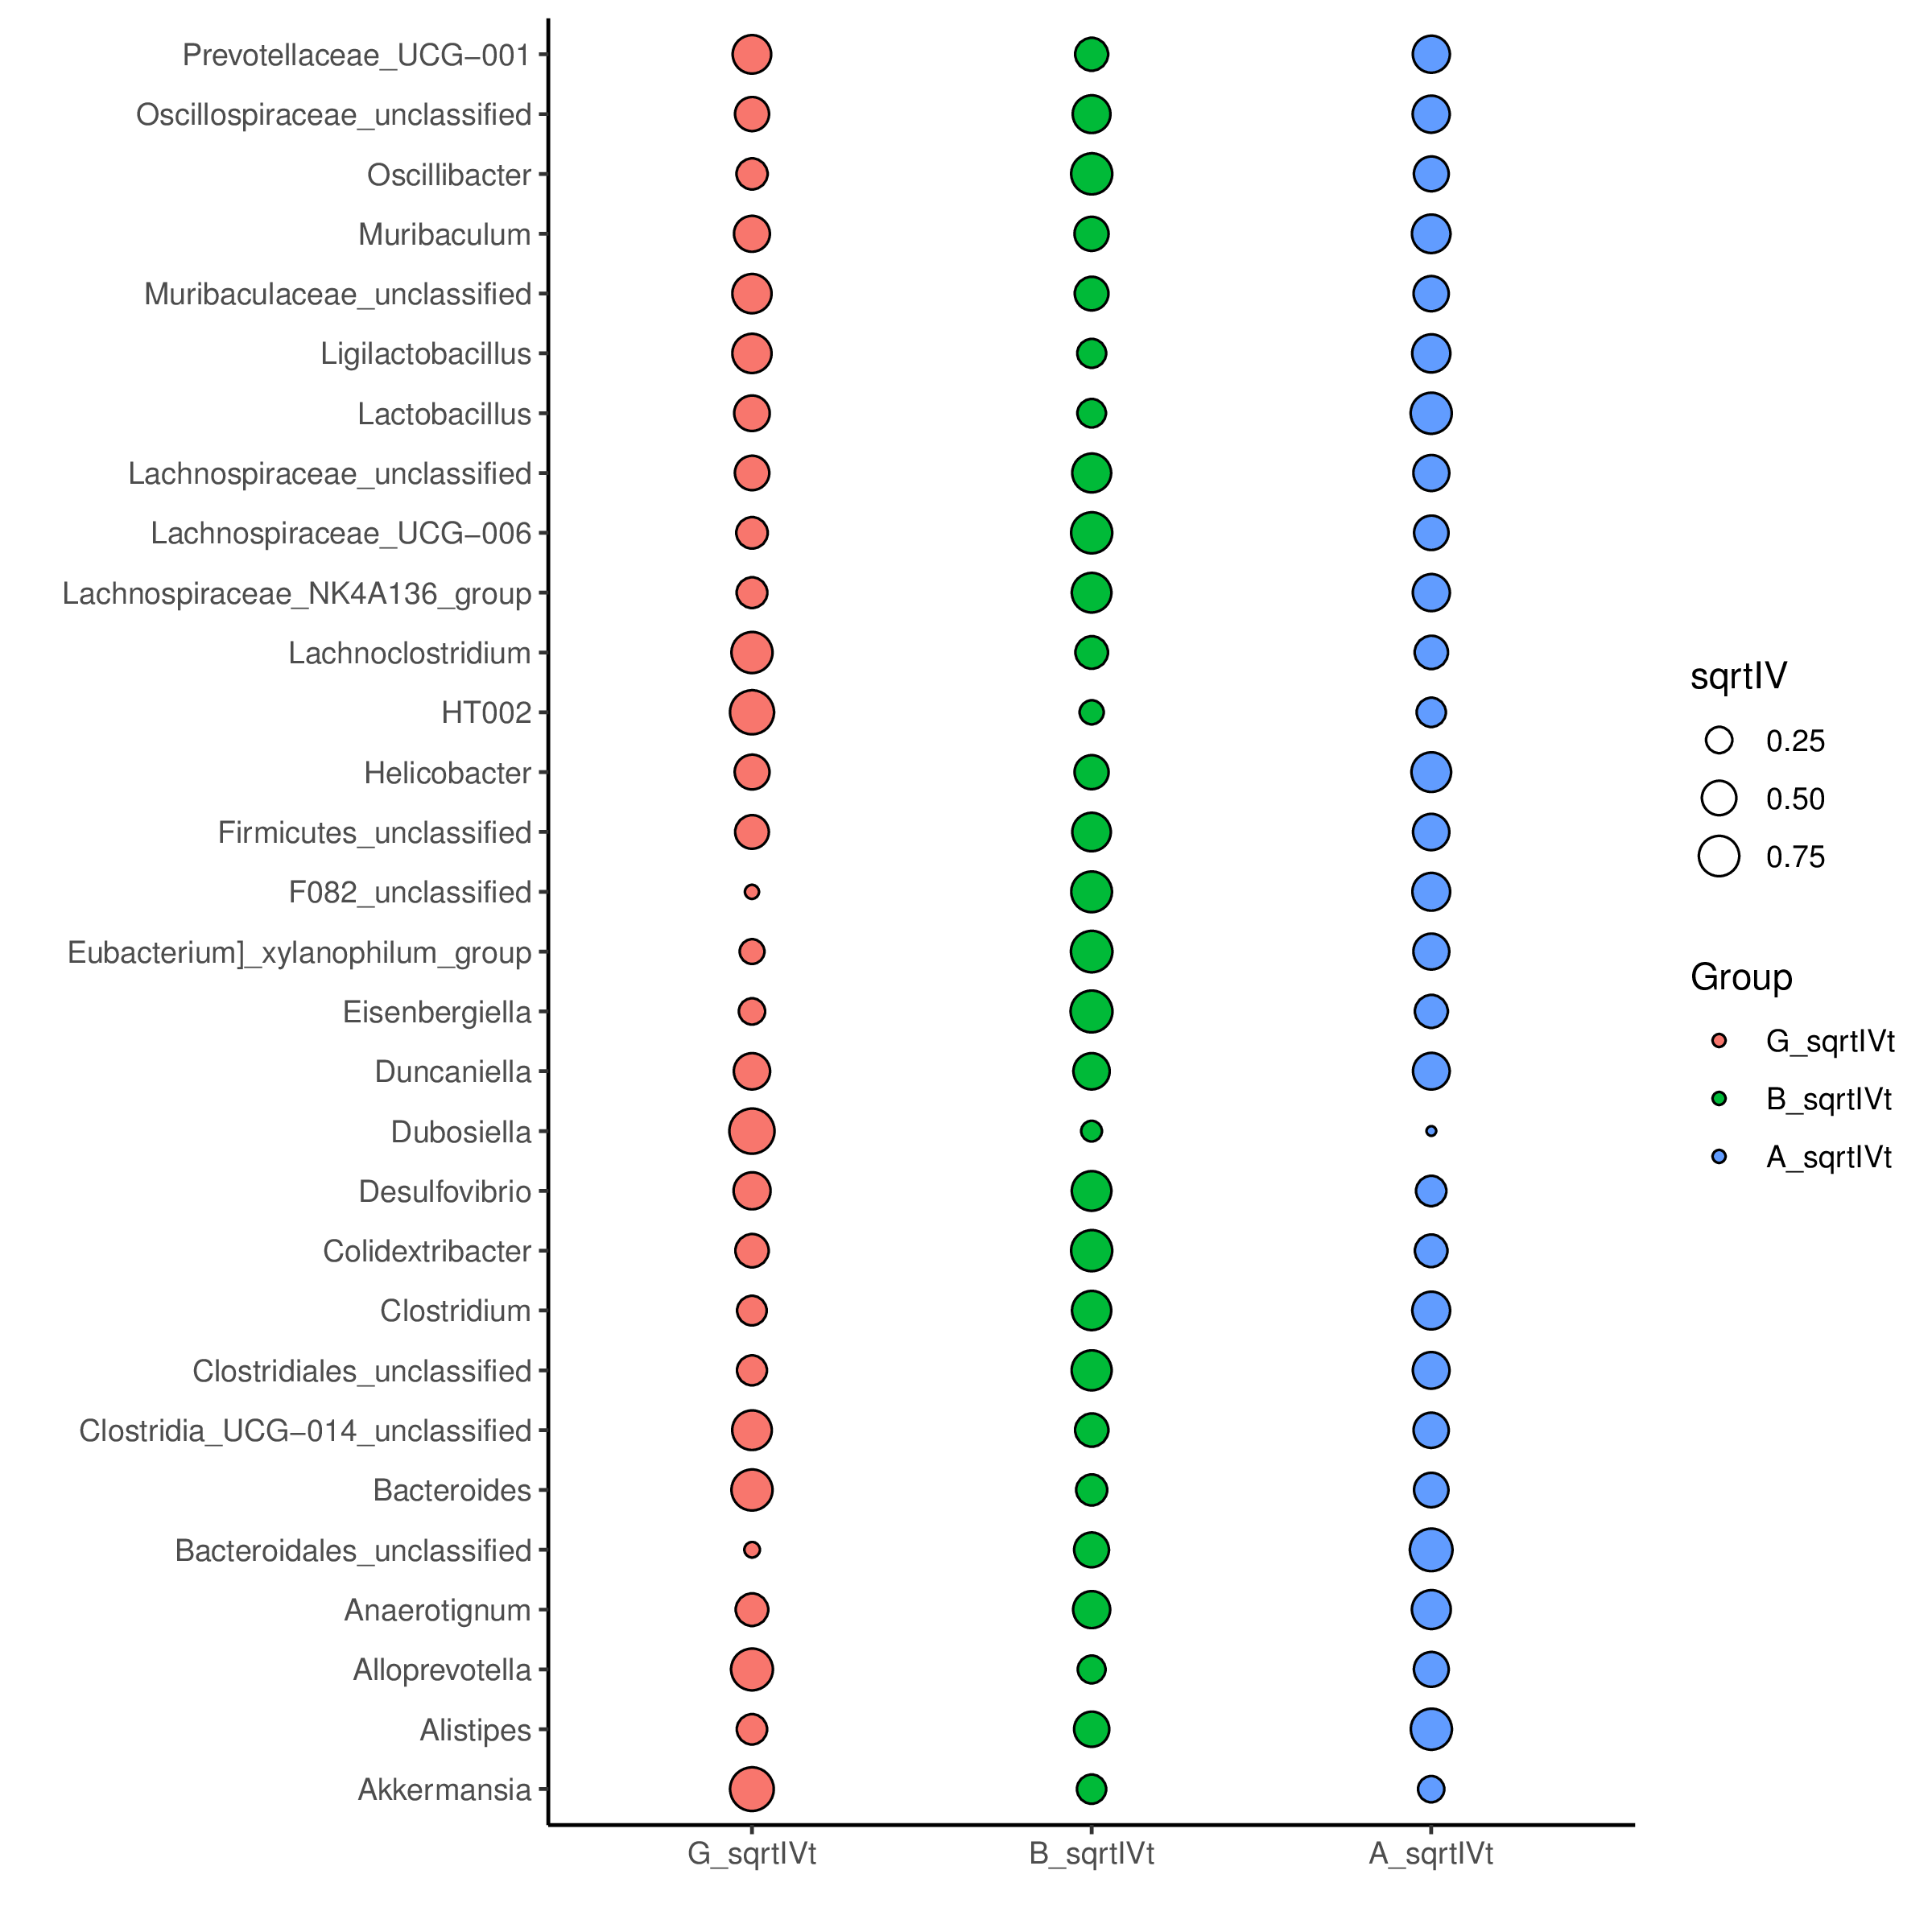 Prevotellaceae_UCG−001
Oscillospiraceae_unclassified
Oscillibacter
Muribaculum
Muribaculaceae_unclassified
Ligilactobacillus
Lactobacillus
Lachnospiraceae_unclassified
Lachnospiraceae_UCG−006
Lachnospiraceae_NK4A136_group
Lachnoclostridium
HT002
Helicobacter
Firmicutes_unclassified
F082_unclassified
Eubacterium]_xylanophilum_group
Eisenbergiella
Duncaniella
Dubosiella
Desulfovibrio
Colidextribacter
Clostridium
Clostridiales_unclassified
Clostridia_UCG−014_unclassified
Bacteroides
Bacteroidales_unclassified
Anaerotignum
Alloprevotella
Alistipes
Akkermansia
G_sqrtIVt
B_sqrtIVt
A_sqrtIVt
sqrtIV
0.25
0.50
0.75
Group
G_sqrtIVt
B_sqrtIVt
A_sqrtIVt